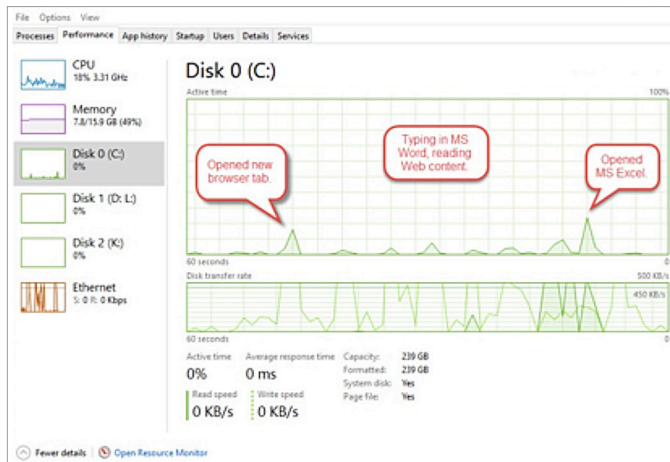 File Options View
Processes Performance App history Startup Users Details Services
CPU
18% 3.31 GHz
Memory
7.8/15.9 GB (49%)
Disk 0 (C:)
0%
Disk 1 (D: L:)
0%
Disk 2 (K:)
0%
Ethernet
S: 0 R: 0 Kbps
Disk 0 (C:)
Active time 100%
Opened new
browser tab.
Typing in MS
Word, reading
Web content.
Opened
MS Excel.
60 seconds 0
Disk transfer rate 500 KB/s
450 KB/s
60 seconds 0
Active time Average response time
0% 0 ms
Read speed Write speed
0 KB/s 0 KB/s
Capacity: 239 GB
Formatted: 239 GB
System disk: Yes
Page file: Yes
Fewer details Open Resource Monitor